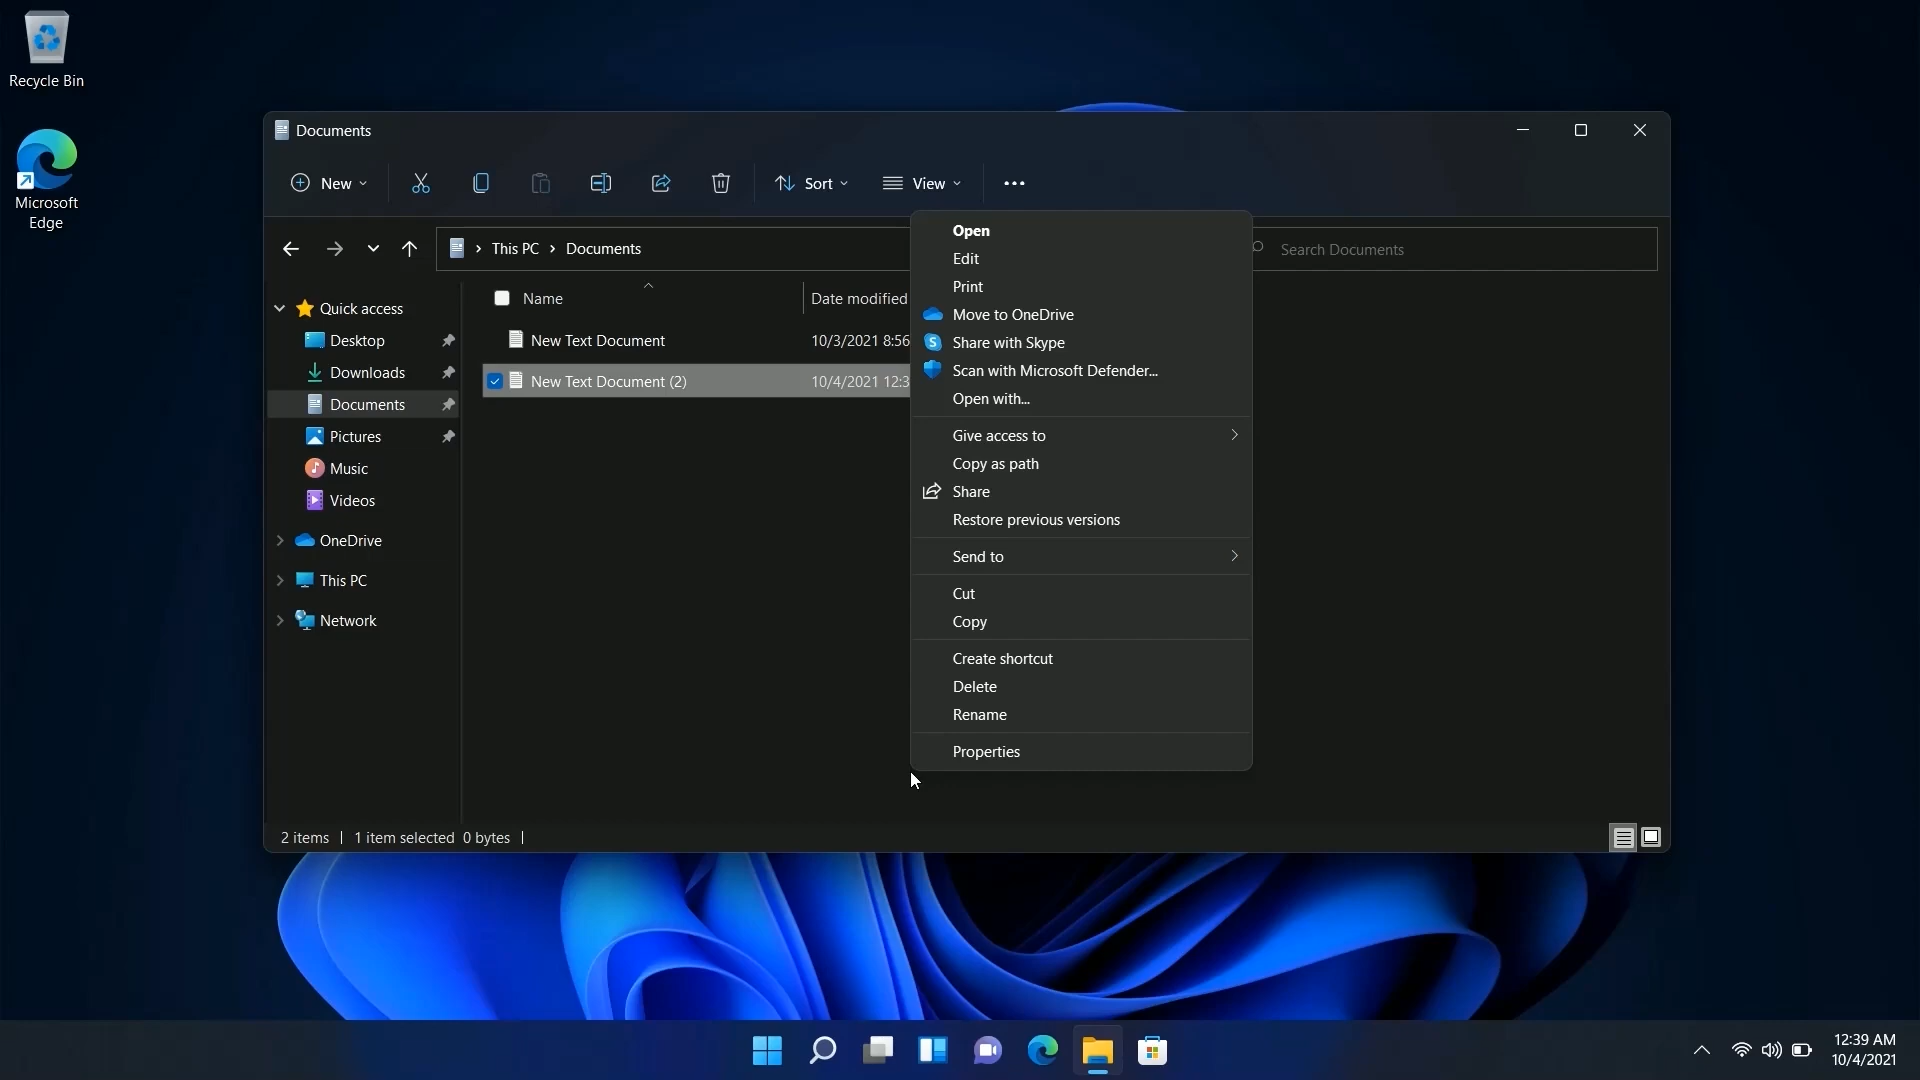 Recycle Bin
Microsoft
Edge
Documents
New
Sort
View
This PC
Documents
Search Documents
Quick access
Desktop
Downloads
Documents
Pictures
Music
Videos
OneDrive
This PC
Network
Name
Date modified
New Text Document
10/3/2021 8:56
New Text Document (2)
10/4/2021 12:3
Open
Edit
Print
Move to OneDrive
Share with Skype
Scan with Microsoft Defender...
Open with...
Give access to
Copy as path
Share
Restore previous versions
Send to
Cut
Copy
Create shortcut
Delete
Rename
Properties
2 items | 1 item selected 0 bytes |
12:39 AM
10/4/2021